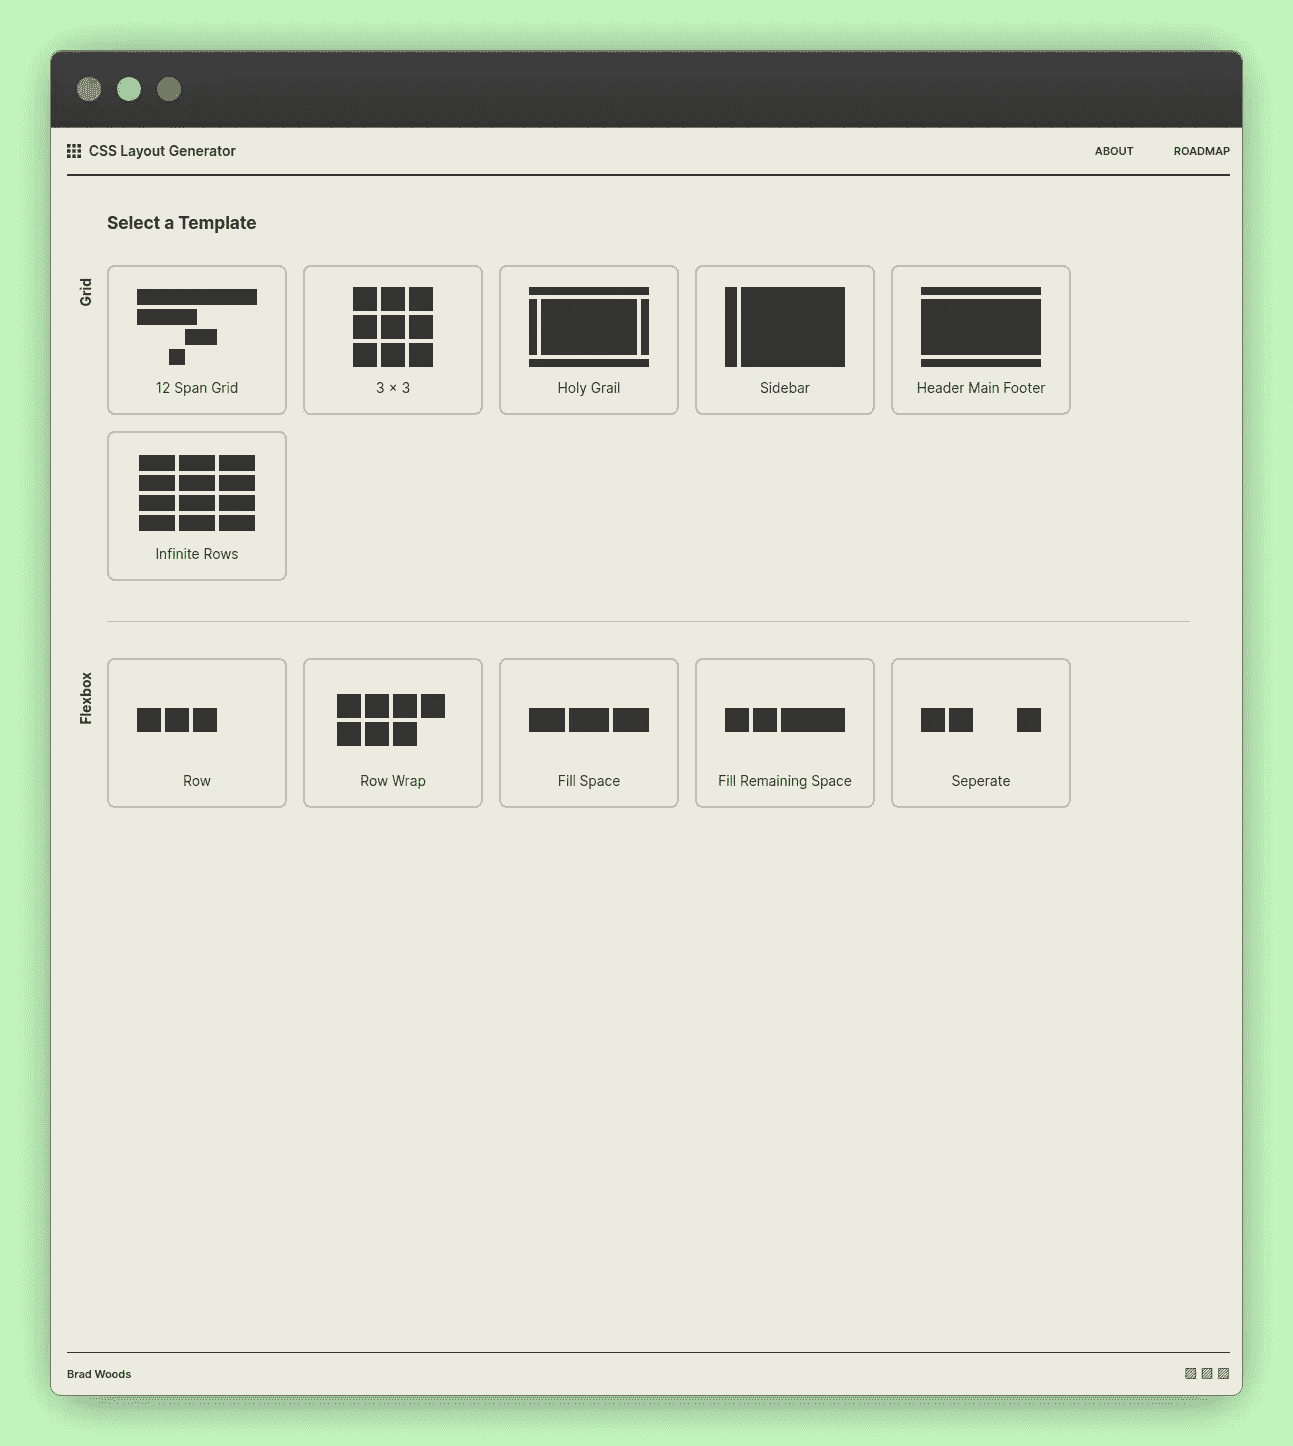 CSS Layout Generator
ABOUT
ROADMAP
Select a Template
Grid
12 Span Grid
3 × 3
Holy Grail
Sidebar
Header Main Footer
Infinite Rows
Flexbox
Row
Row Wrap
Fill Space
Fill Remaining Space
Seperate
Brad Woods